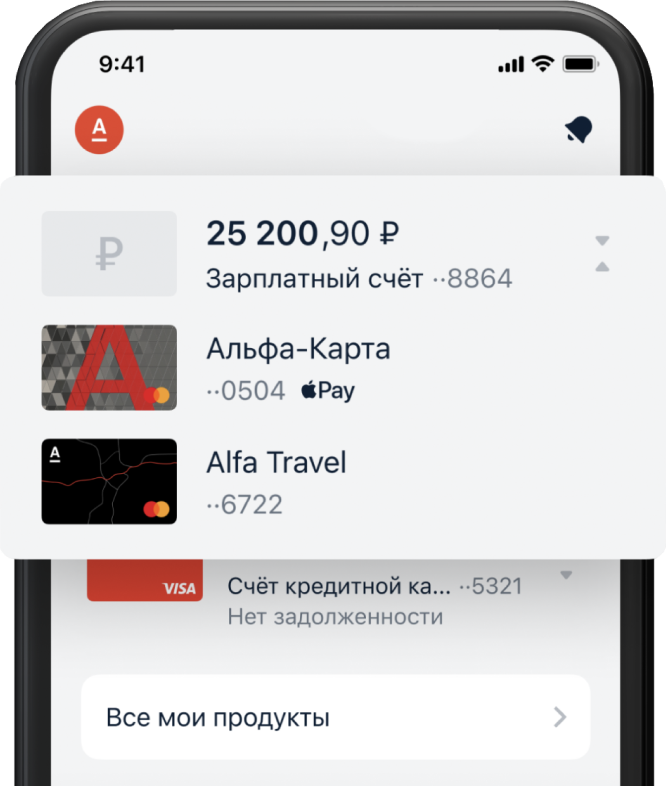 9:41
А
₽
25 200,90 ₽
Зарплатный счёт ··8864
Альфа-Карта
··0504 Pay
А
Alfa Travel
··6722
VISA
Счёт кредитной ка... ··5321
Нет задолженности
Все мои продукты